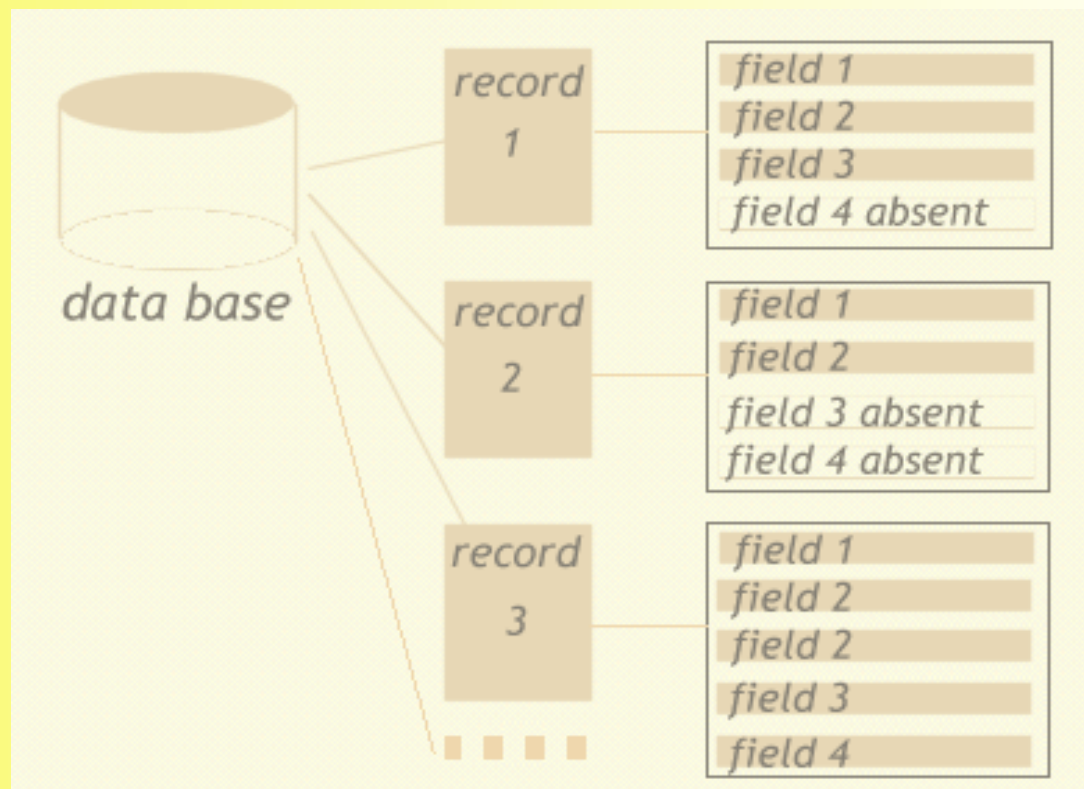 data base
record
1
field 1
field 2
field 3
field 4 absent
record
2
field 1
field 2
field 3 absent
field 4 absent
record
3
field 1
field 2
field 2
field 3
field 4